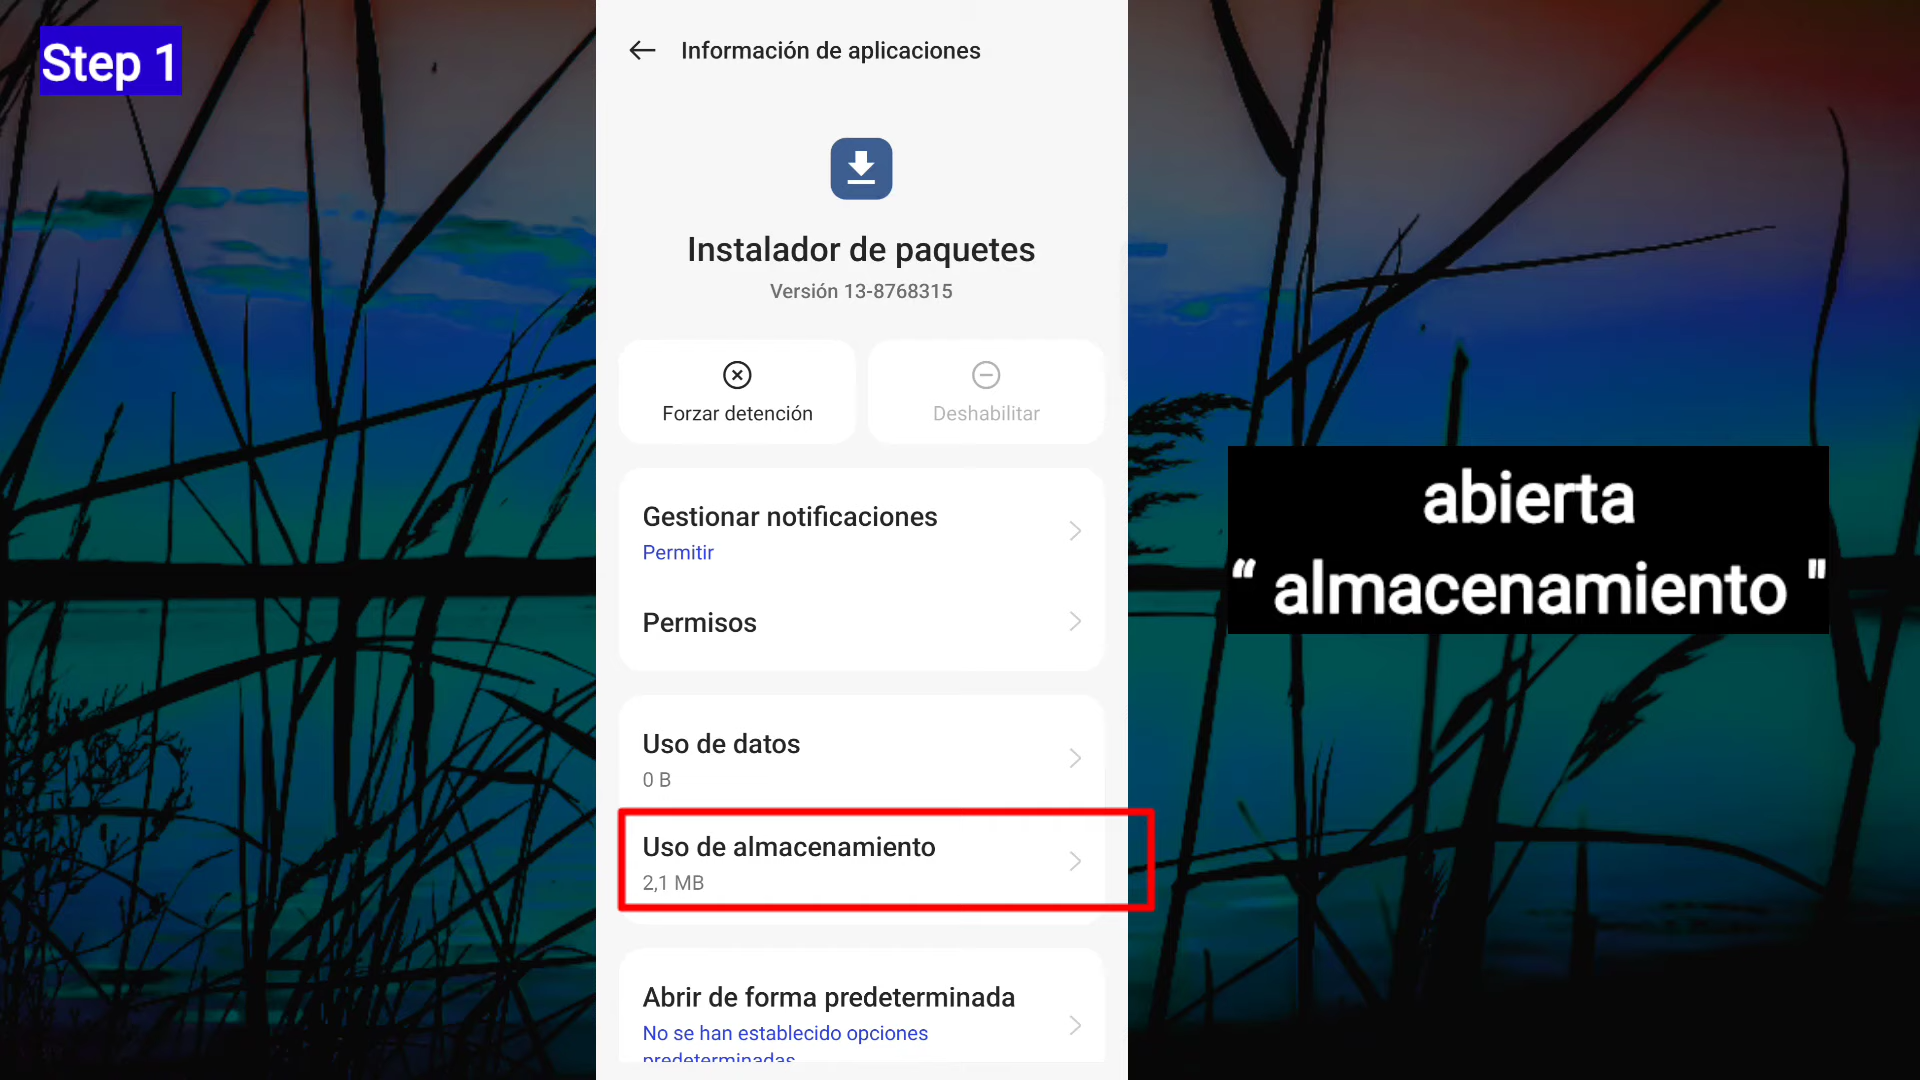 Step 1
Información de aplicaciones
Instalador de paquetes
Versión 13-8768315
Forzar detención
Deshabilitar
Gestionar notificaciones
Permitir
Permisos
Uso de datos
0 B
Uso de almacenamiento
2,1 MB
Abrir de forma predeterminada
No se han establecido opciones
predeterminadas
abierta
“ almacenamiento "